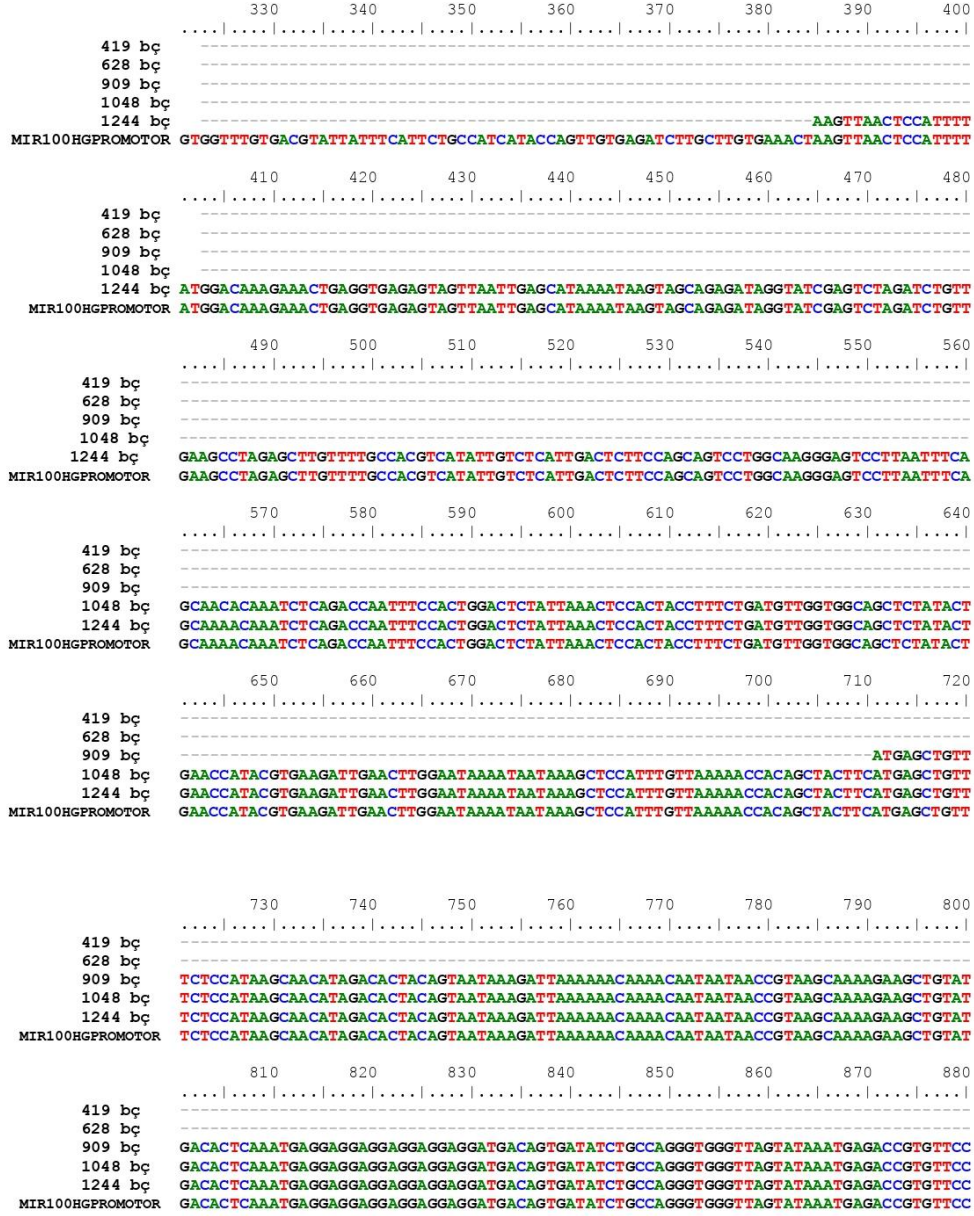 330 340 350 360 370 380 390 400
....|....|....|....|....|....|....|....|....|....|....|....|....|....|....|....|
419 bç ------------------------------------------------------------------------------
628 bç ------------------------------------------------------------------------------
909 bç ------------------------------------------------------------------------------
1048 bç ------------------------------------------------------------------------------
1244 bç --------------------------------------------------------------AAGTTAACTCCATTTT
MIR100HGPROMOTOR GTGGTTTGTGACGTATTATTTCATTCTGCCATCATACCAGTTGTGAGATCTTGCTTGTGAAACTAAGTTAACTCCATTTT
410 420 430 440 450 460 470 480
....|....|....|....|....|....|....|....|....|....|....|....|....|....|....|....|
419 bç ------------------------------------------------------------------------------
628 bç ------------------------------------------------------------------------------
909 bç ------------------------------------------------------------------------------
1048 bç ------------------------------------------------------------------------------
1244 bç ATGGACAAAGAAACTGAGGTGAGAGTAGTTAATTGAGCATAAAATAAGTAGCAGAGATAGGTATCGAGTCTAGATCTGTT
MIR100HGPROMOTOR ATGGACAAAGAAACTGAGGTGAGAGTAGTTAATTGAGCATAAAATAAGTAGCAGAGATAGGTATCGAGTCTAGATCTGTT
490 500 510 520 530 540 550 560
....|....|....|....|....|....|....|....|....|....|....|....|....|....|....|....|
419 bç --------------------------------------------------------------------------------
628 bç --------------------------------------------------------------------------------
909 bç --------------------------------------------------------------------------------
1048 bç --------------------------------------------------------------------------------
1244 bç GAAGCCTAGAGCTTGTTTTGCCACGTCATATTGTCTCATTGACTCTTCCAGCAGTCCTGGCAAGGGAGTCCTTAATTTCA
MIR100HGPROMOTOR GAAGCCTAGAGCTTGTTTTGCCACGTCATATTGTCTCATTGACTCTTCCAGCAGTCCTGGCAAGGGAGTCCTTAATTTCA
570 580 590 600 610 620 630 640
....|....|....|....|....|....|....|....|....|....|....|....|....|....|....|....|
419 bç --------------------------------------------------------------------------------
628 bç --------------------------------------------------------------------------------
909 bç --------------------------------------------------------------------------------
1048 bç GCAACACAAATCTCAGACCAATTTCCACTGGACTCTATTAAACTCCACTACCTTTCTGATGTTGGTGGCAGCTCTATACT
1244 bç GCAAAACAAATCTCAGACCAATTTCCACTGGACTCTATTAAACTCCACTACCTTTCTGATGTTGGTGGCAGCTCTATACT
MIR100HGPROMOTOR GCAAAACAAATCTCAGACCAATTTCCACTGGACTCTATTAAACTCCACTACCTTTCTGATGTTGGTGGCAGCTCTATACT
650 660 670 680 690 700 710 720
....|....|....|....|....|....|....|....|....|....|....|....|....|....|....|....|
419 bç --------------------------------------------------------------------------------
628 bç --------------------------------------------------------------------------------
909 bç ----------------------------------------------------------------------ATGAGCTGTT
1048 bç GAACCATACGTGAAGATTGAACTTGGAATAAAATAATAAAGCTCCATTTGTTAAAAACCACAGCTACTTCATGAGCTGTT
1244 bç GAACCATACGTGAAGATTGAACTTGGAATAAAATAATAAAGCTCCATTTGTTAAAAACCACAGCTACTTCATGAGCTGTT
MIR100HGPROMOTOR GAACCATACGTGAAGATTGAACTTGGAATAAAATAATAAAGCTCCATTTGTTAAAAACCACAGCTACTTCATGAGCTGTT
730 740 750 760 770 780 790 800
....|....|....|....|....|....|....|....|....|....|....|....|....|....|....|....|
419 bç --------------------------------------------------------------------------------
628 bç --------------------------------------------------------------------------------
909 bç TCTCCATAAGCAACATAGACACTACAGTAATAAAGATTAAAAAACAAAACAATAATAACCGTAAGCAAAAGAAGCTGTAT
1048 bç TCTCCATAAGCAACATAGACACTACAGTAATAAAGATTAAAAAACAAAACAATAATAACCGTAAGCAAAAGAAGCTGTAT
1244 bç TCTCCATAAGCAACATAGACACTACAGTAATAAAGATTAAAAAACAAAACAATAATAACCGTAAGCAAAAGAAGCTGTAT
MIR100HGPROMOTOR TCTCCATAAGCAACATAGACACTACAGTAATAAAGATTAAAAAACAAAACAATAATAACCGTAAGCAAAAGAAGCTGTAT
810 820 830 840 850 860 870 880
....|....|....|....|....|....|....|....|....|....|....|....|....|....|....|....|
419 bç --------------------------------------------------------------------------------
628 bç --------------------------------------------------------------------------------
909 bç GACACTCAAATGAGGAGGAGGAGGAGGAGGATGACAGTGATATCTGCCAGGGTGGGTTAGTATAAATGAGACCGTGTTCC
1048 bç GACACTCAAATGAGGAGGAGGAGGAGGAGGATGACAGTGATATCTGCCAGGGTGGGTTAGTATAAATGAGACCGTGTTCC
1244 bç GACACTCAAATGAGGAGGAGGAGGAGGAGGATGACAGTGATATCTGCCAGGGTGGGTTAGTATAAATGAGACCGTGTTCC
MIR100HGPROMOTOR GACACTCAAATGAGGAGGAGGAGGAGGAGGATGACAGTGATATCTGCCAGGGTGGGTTAGTATAAATGAGACCGTGTTCC